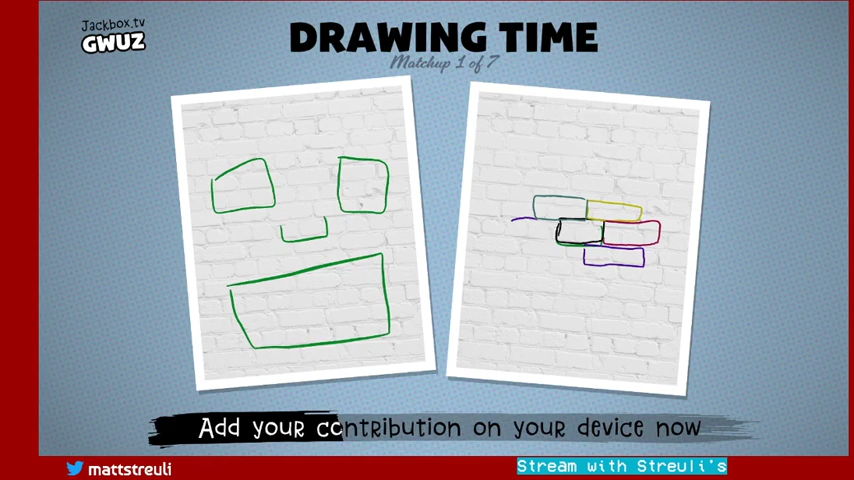 Jackbox.tv
GWUZ
DRAWING TIME
Matchup 1 of 7
Add your contribution on your device now
mattstreuli
Stream with Streuli's